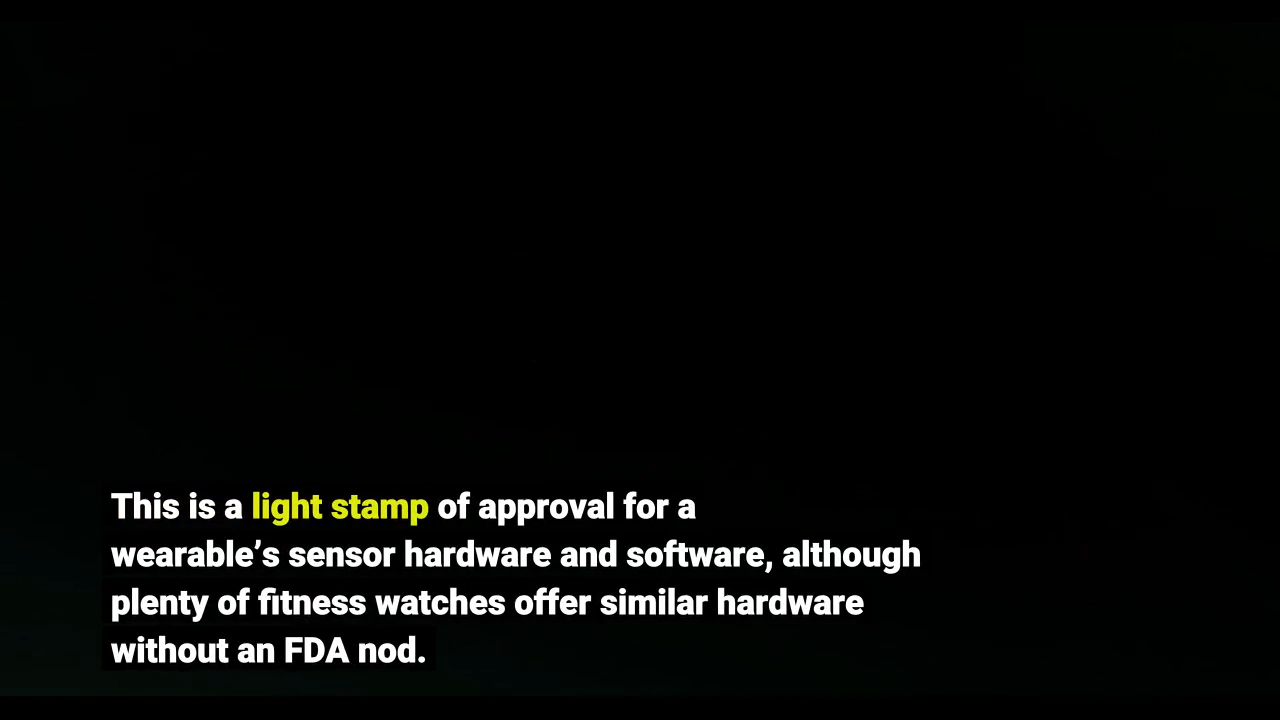 This is a light stamp of approval for a
wearable’s sensor hardware and software, although
plenty of fitness watches offer similar hardware
without an FDA nod.